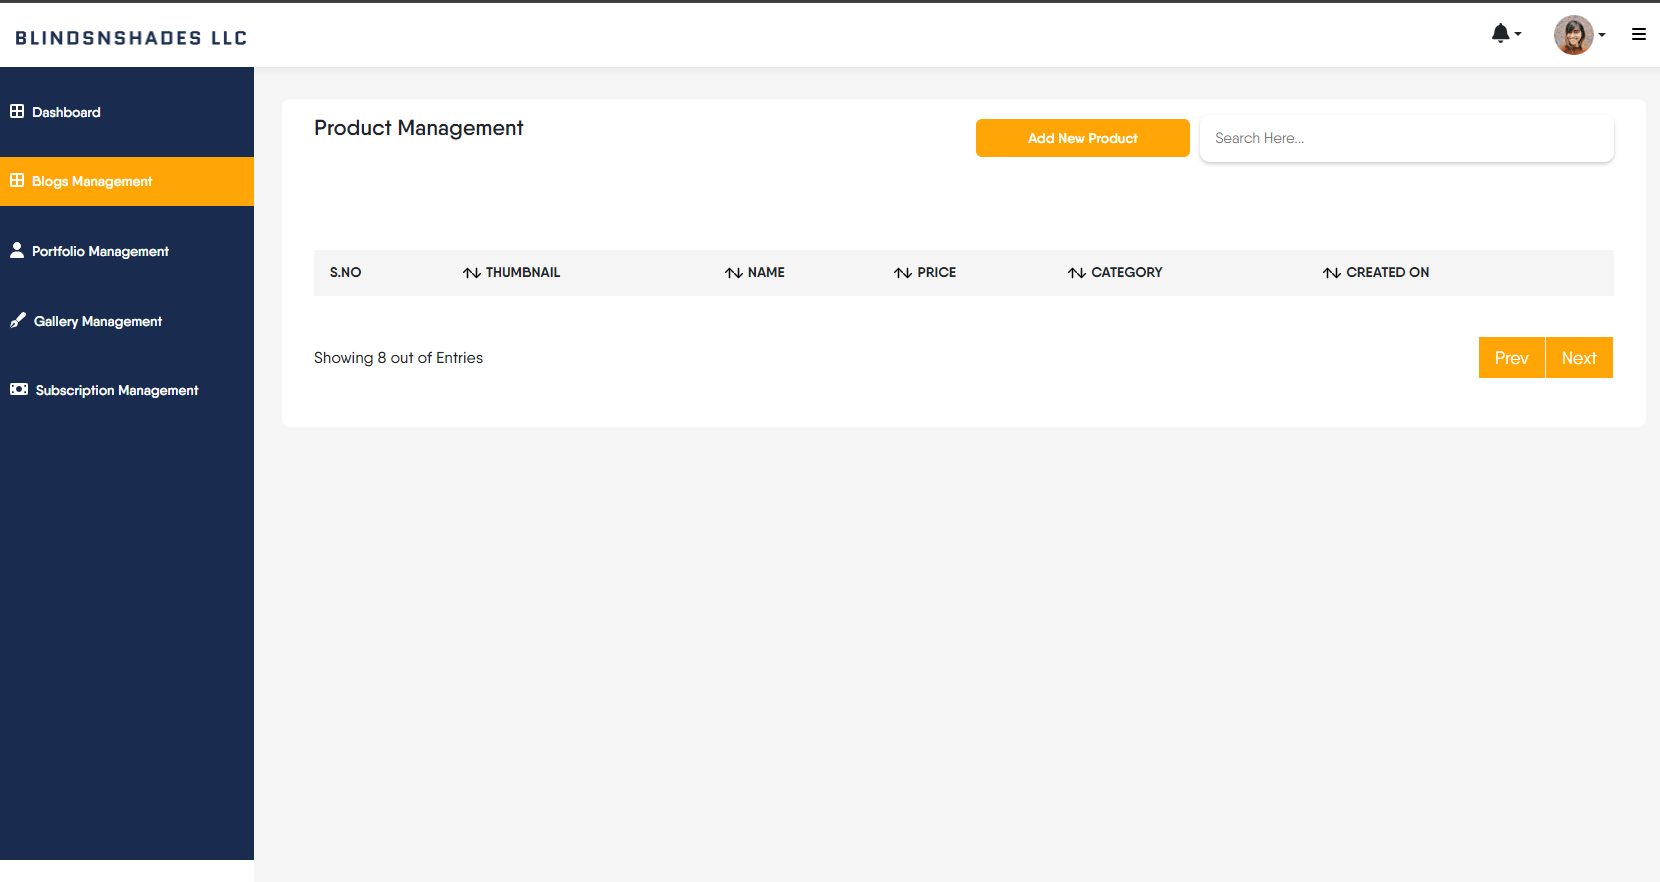 BLINDSNSHADES LLC
Dashboard
Blogs Management
Portfolio Management
Gallery Management
Subscription Management
Product Management
Add New Product
Search Here...
S.NO THUMBNAIL NAME PRICE CATEGORY CREATED ON
Showing 8 out of Entries
Prev Next